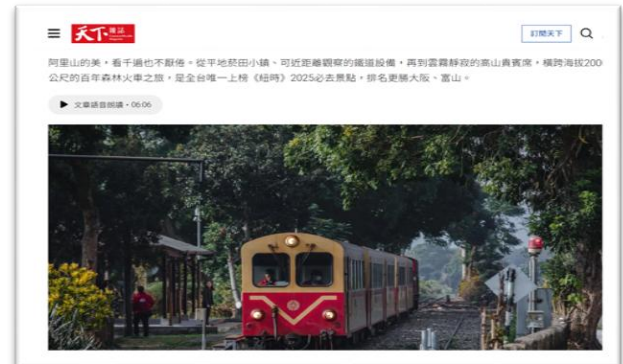 天下雜誌
訂閱天下
阿里山的美，看千遍也不厭倦。從平地菸田小鎮、可近距離觀察的鐵道設備，再到雲霧靜寂的高山貴賓席，橫跨海拔200
公尺的百年森林火車之旅，是全台唯一上榜《紐時》2025必去景點，排名更勝大阪、富山。
▶ 文章語音朗讀・06:06